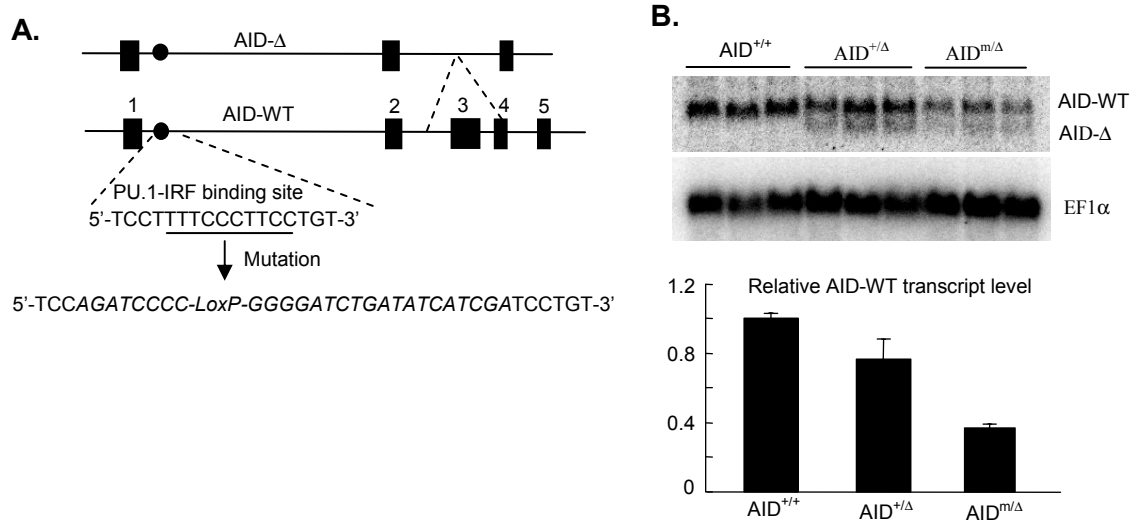 A.
AID-Δ
1
AID-WT
2
3
4
5
PU.1-IRF binding site
5’-TCCTTTTCCCTTCCTGT-3’
Mutation
5’-TCCAGATCCCC-LoxP-GGGGATCTGATATCATCGATCCTGT-3’
B.
AID+/+
AID+/Δ
AIDm/Δ
AID-WT
AID-Δ
EF1α
Relative AID-WT transcript level
1.2
0.8
0.4
0
AID+/+
AID+/Δ
AIDm/Δ